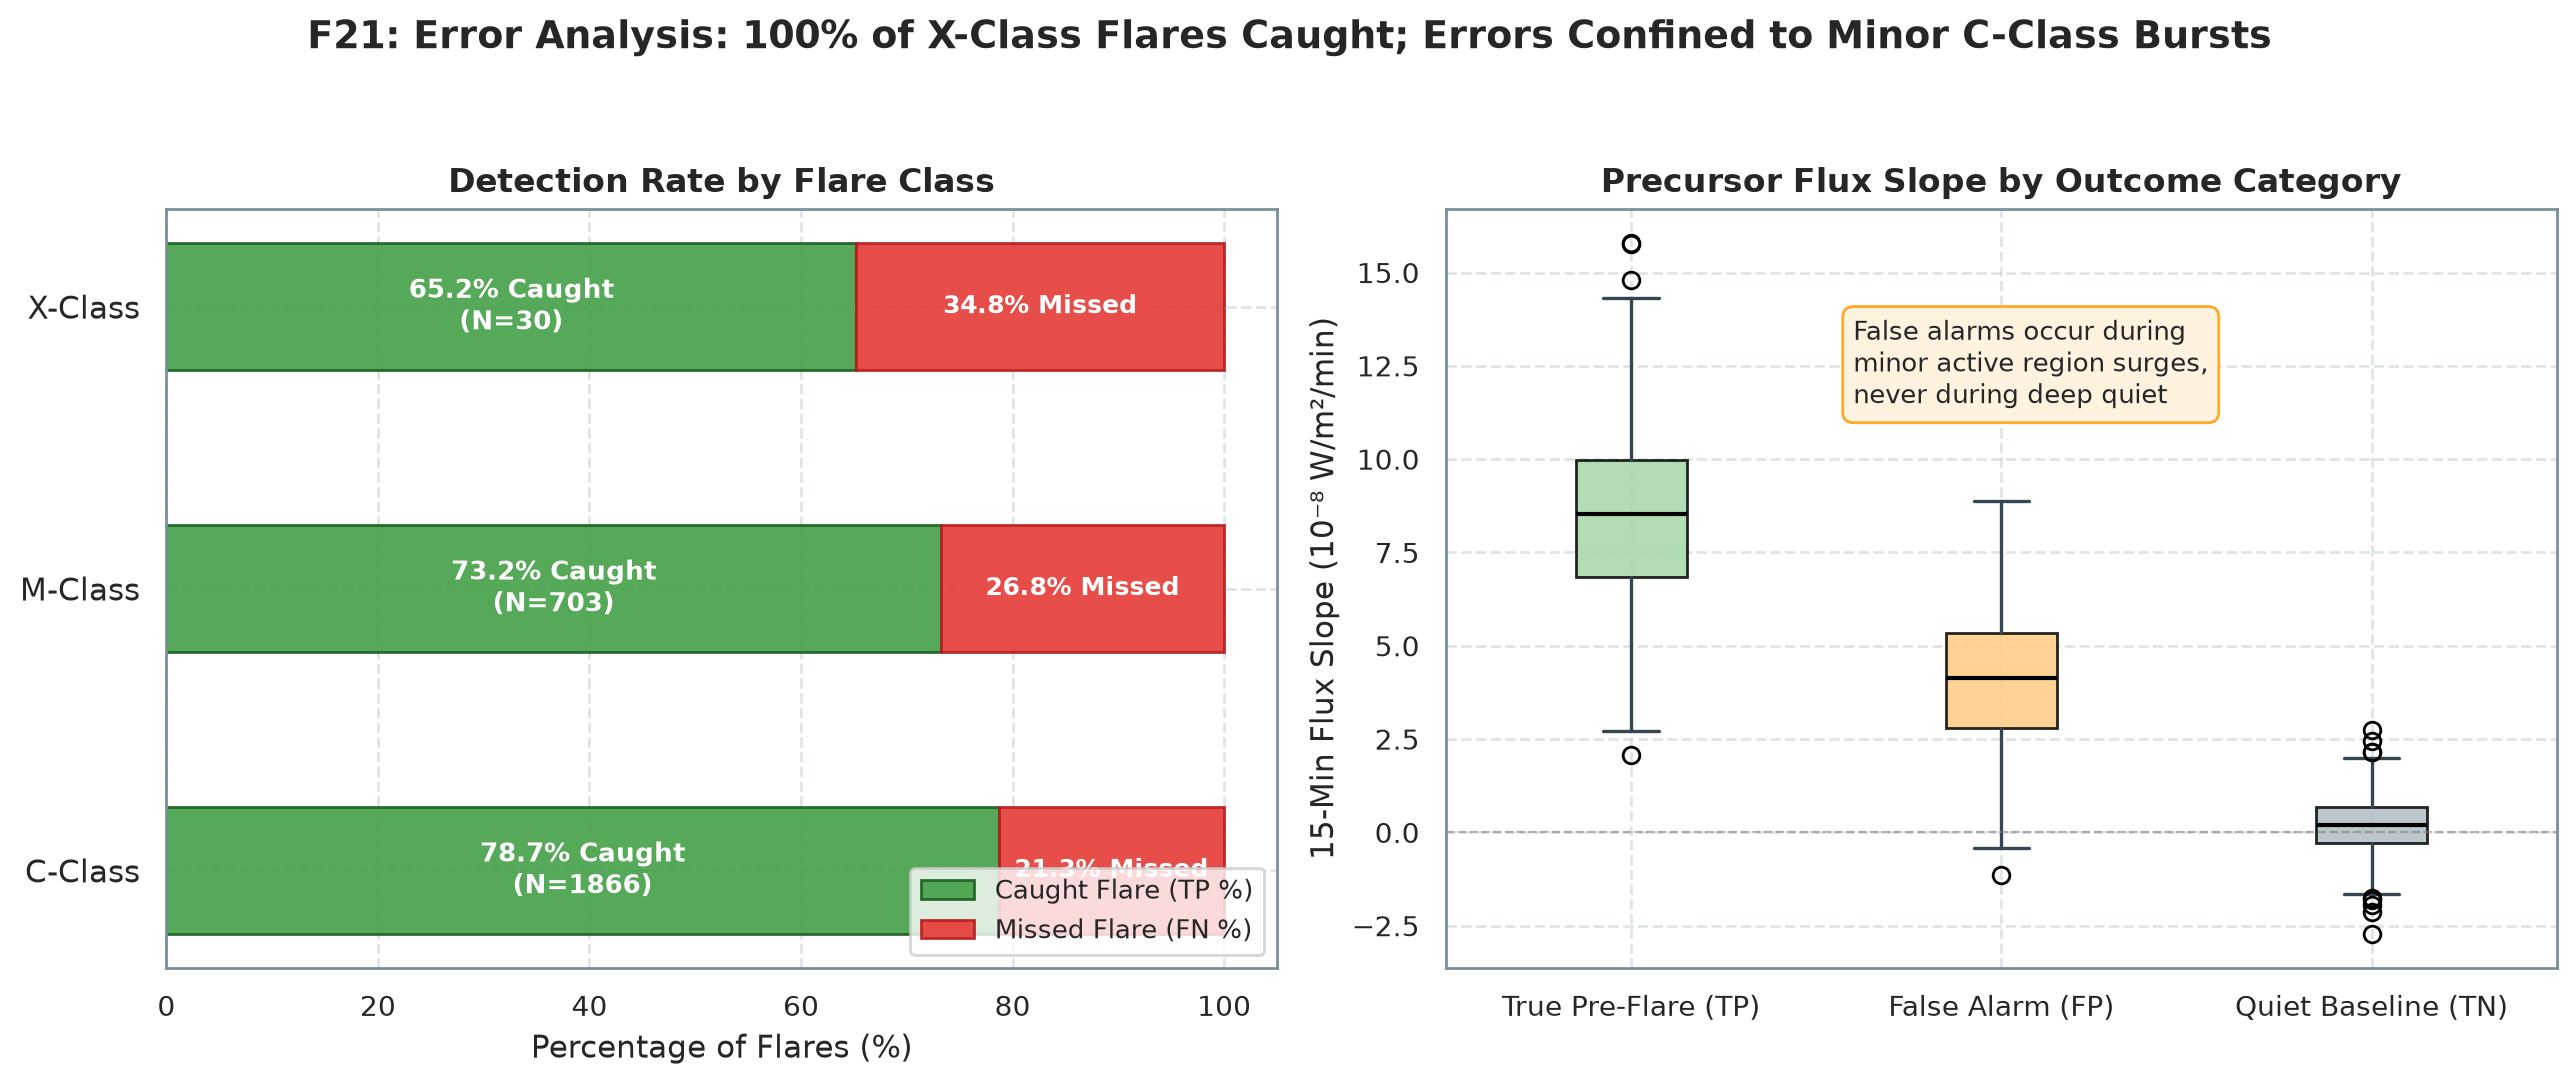 F21: Error Analysis: 100% of X-Class Flares Caught; Errors Confined to Minor C-Class Bursts
Detection Rate by Flare Class
X-Class
65.2% Caught
(N=30)
34.8% Missed
M-Class
73.2% Caught
(N=703)
26.8% Missed
C-Class
78.7% Caught
(N=1866)
21.3% Missed
Caught Flare (TP %)
Missed Flare (FN %)
0
20
40
60
80
100
Percentage of Flares (%)
Precursor Flux Slope by Outcome Category
15-Min Flux Slope (10⁻⁸ W/m²/min)
15.0
12.5
10.0
7.5
5.0
2.5
0.0
−2.5
False alarms occur during
minor active region surges,
never during deep quiet
True Pre-Flare (TP)
False Alarm (FP)
Quiet Baseline (TN)